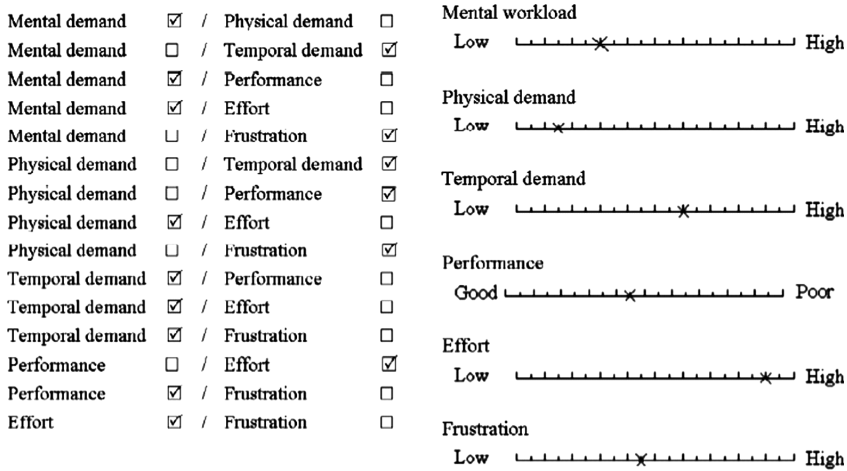 Mental demand ☑ / Physical demand ☐
Mental demand ☐ / Temporal demand ☑
Mental demand ☑ / Performance ☐
Mental demand ☑ / Effort ☐
Mental demand ☐ / Frustration ☑
Physical demand ☐ / Temporal demand ☑
Physical demand ☐ / Performance ☑
Physical demand ☑ / Effort ☐
Physical demand ☐ / Frustration ☑
Temporal demand ☑ / Performance ☐
Temporal demand ☑ / Effort ☐
Temporal demand ☑ / Frustration ☐
Performance ☐ / Effort ☑
Performance ☑ / Frustration ☐
Effort ☑ / Frustration ☐
Mental workload
Low High
Physical demand
Low High
Temporal demand
Low High
Performance
Good Poor
Effort
Low High
Frustration
Low High